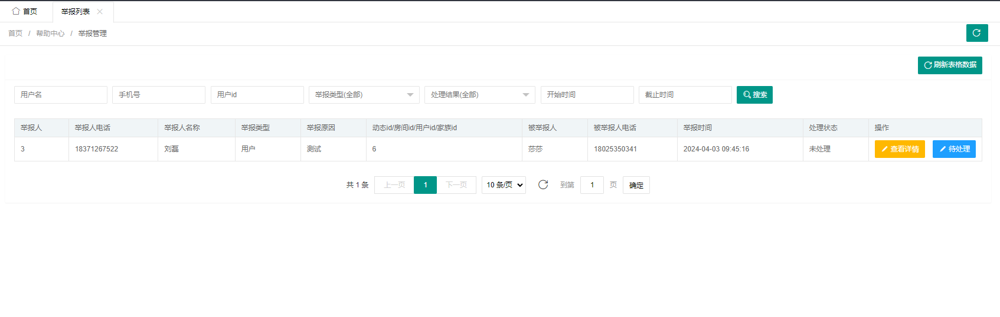 首页 举报列表
首页 / 帮助中心 / 举报管理
刷新表格数据
用户名 手机号 用户id 举报类型(全部) 处理结果(全部) 开始时间 截止时间 搜索
举报人 举报人电话 举报人名称 举报类型 举报原因 动态id/房间id/用户id/家族id 被举报人 被举报人电话 举报时间 处理状态 操作
3 18371267522 刘磊 用户 测试 6 莎莎 18025350341 2024-04-03 09:45:16 未处理 查看详情 待处理
共 1 条 上一页 1 下一页 10 条/页 到第 1 页 确定